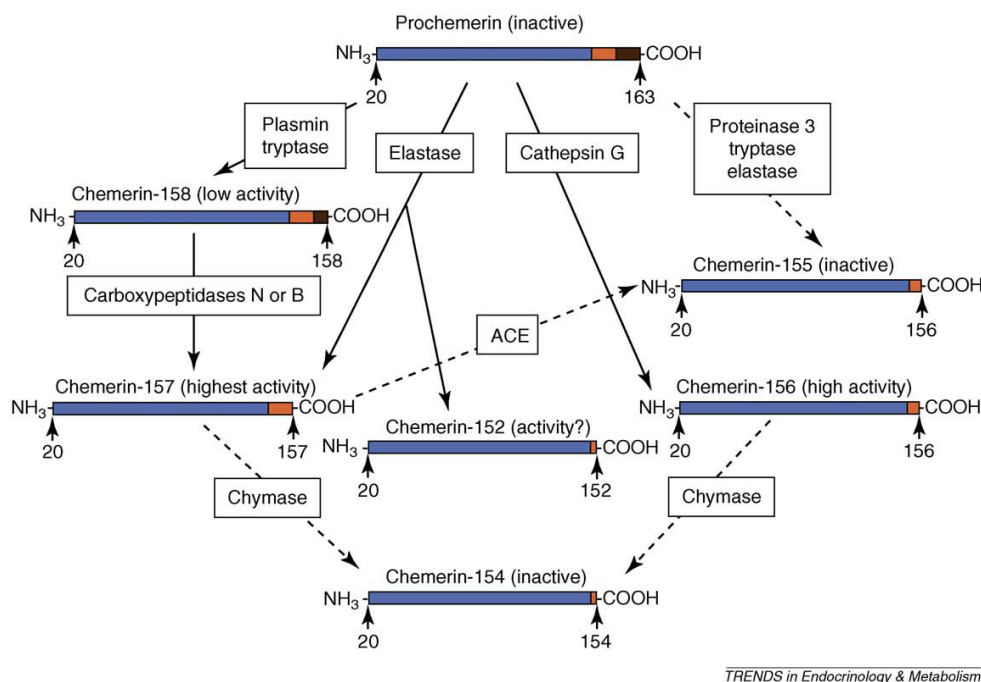 Prochemerin (inactive)
NH₃ COOH
20 163
Plasmin
tryptase
Elastase
Cathepsin G
Proteinase 3
tryptase
elastase
Chemerin-158 (low activity)
NH₃ COOH
20 158
Carboxypeptidases N or B
Chemerin-155 (inactive)
NH₃ COOH
20 156
ACE
Chemerin-157 (highest activity)
NH₃ COOH
20 157
Chemerin-152 (activity?)
NH₃ COOH
20 152
Chemerin-156 (high activity)
NH₃ COOH
20 156
Chymase
Chymase
Chemerin-154 (inactive)
NH₃ COOH
20 154
TRENDS in Endocrinology & Metabolism